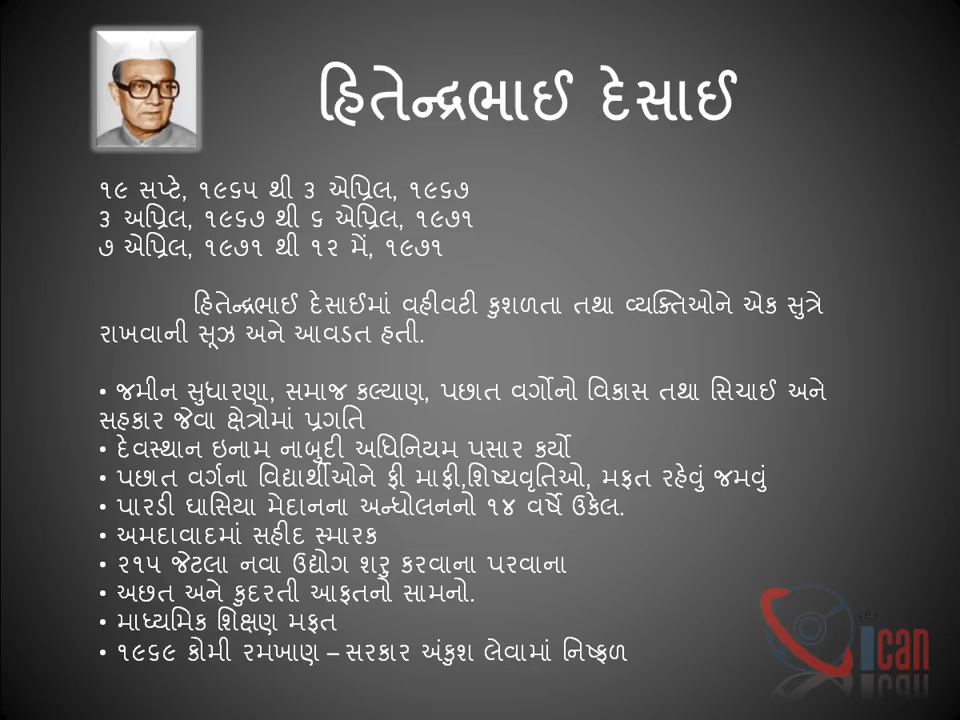 હિતેન્દ્રભાઈ દેસાઈ
૧૯ સપ્ટે, ૧૯૬૫ થી ૩ એપ્રિલ, ૧૯૬૭
૩ અપ્રિલ, ૧૯૬૭ થી ૬ એપ્રિલ, ૧૯૭૧
૭ એપ્રિલ, ૧૯૭૧ થી ૧૨ મેં, ૧૯૭૧
હિતેન્દ્રભાઈ દેસાઈમાં વહીવટી કુશળતા તથા વ્યક્તિઓને એક સુત્રે
રાખવાની સૂઝ અને આવડત હતી.
• જમીન સુધારણા, સમાજ કલ્યાણ, પછાત વર્ગોનો વિકાસ તથા સિચાઈ અને
સહકાર જેવા ક્ષેત્રોમાં પ્રગતિ
• દેવસ્થાન ઇનામ નાબુદી અધિનિયમ પસાર કર્યો
• પછાત વર્ગના વિદ્યાર્થીઓને ફી માફી,શિષ્યવૃતિઓ, મફત રહેવું જમવું
• પારડી ઘાસિયા મેદાનના અન્ધોલનનો ૧૪ વર્ષે ઉકેલ.
• અમદાવાદમાં સહીદ સ્મારક
• ૨૧૫ જેટલા નવા ઉદ્યોગ શરુ કરવાના પરવાના
• અછત અને કુદરતી આફતનો સામનો.
• માધ્યમિક શિક્ષણ મફત
• ૧૯૬૯ કોમી રમખાણ – સરકાર અંકુશ લેવામાં નિષ્ફળ
yes
ican